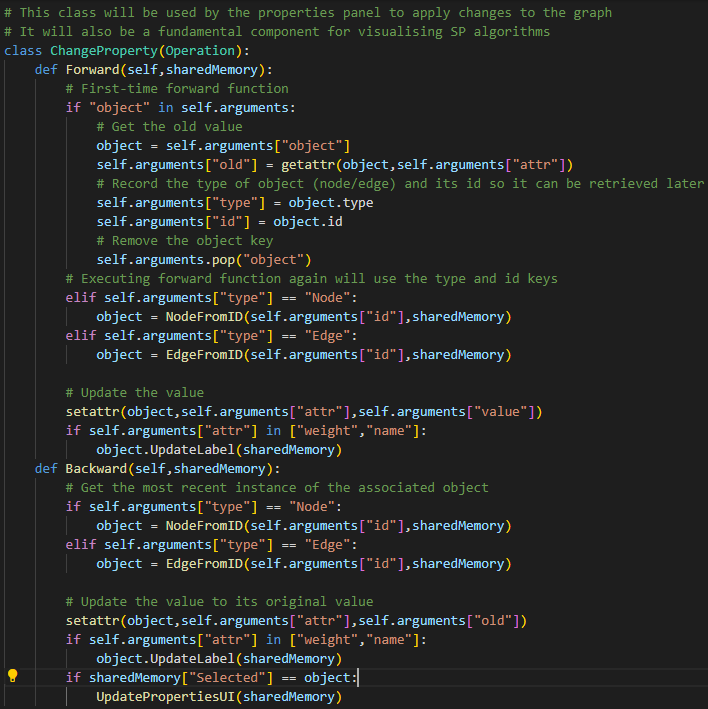 # This class will be used by the properties panel to apply changes to the graph
# It will also be a fundamental component for visualising SP algorithms
class ChangeProperty(Operation):
    def Forward(self,sharedMemory):
        # First-time forward function
        if "object" in self.arguments:
            # Get the old value
            object = self.arguments["object"]
            self.arguments["old"] = getattr(object,self.arguments["attr"])
            # Record the type of object (node/edge) and its id so it can be retrieved later
            self.arguments["type"] = object.type
            self.arguments["id"] = object.id
            # Remove the object key
            self.arguments.pop("object")
        # Executing forward function again will use the type and id keys
        elif self.arguments["type"] == "Node":
            object = NodeFromID(self.arguments["id"],sharedMemory)
        elif self.arguments["type"] == "Edge":
            object = EdgeFromID(self.arguments["id"],sharedMemory)

        # Update the value
        setattr(object,self.arguments["attr"],self.arguments["value"])
        if self.arguments["attr"] in ["weight","name"]:
            object.UpdateLabel(sharedMemory)
    def Backward(self,sharedMemory):
        # Get the most recent instance of the associated object
        if self.arguments["type"] == "Node":
            object = NodeFromID(self.arguments["id"],sharedMemory)
        elif self.arguments["type"] == "Edge":
            object = EdgeFromID(self.arguments["id"],sharedMemory)

        # Update the value to its original value
        setattr(object,self.arguments["attr"],self.arguments["old"])
        if self.arguments["attr"] in ["weight","name"]:
            object.UpdateLabel(sharedMemory)
        if sharedMemory["Selected"] == object:
            UpdatePropertiesUI(sharedMemory)